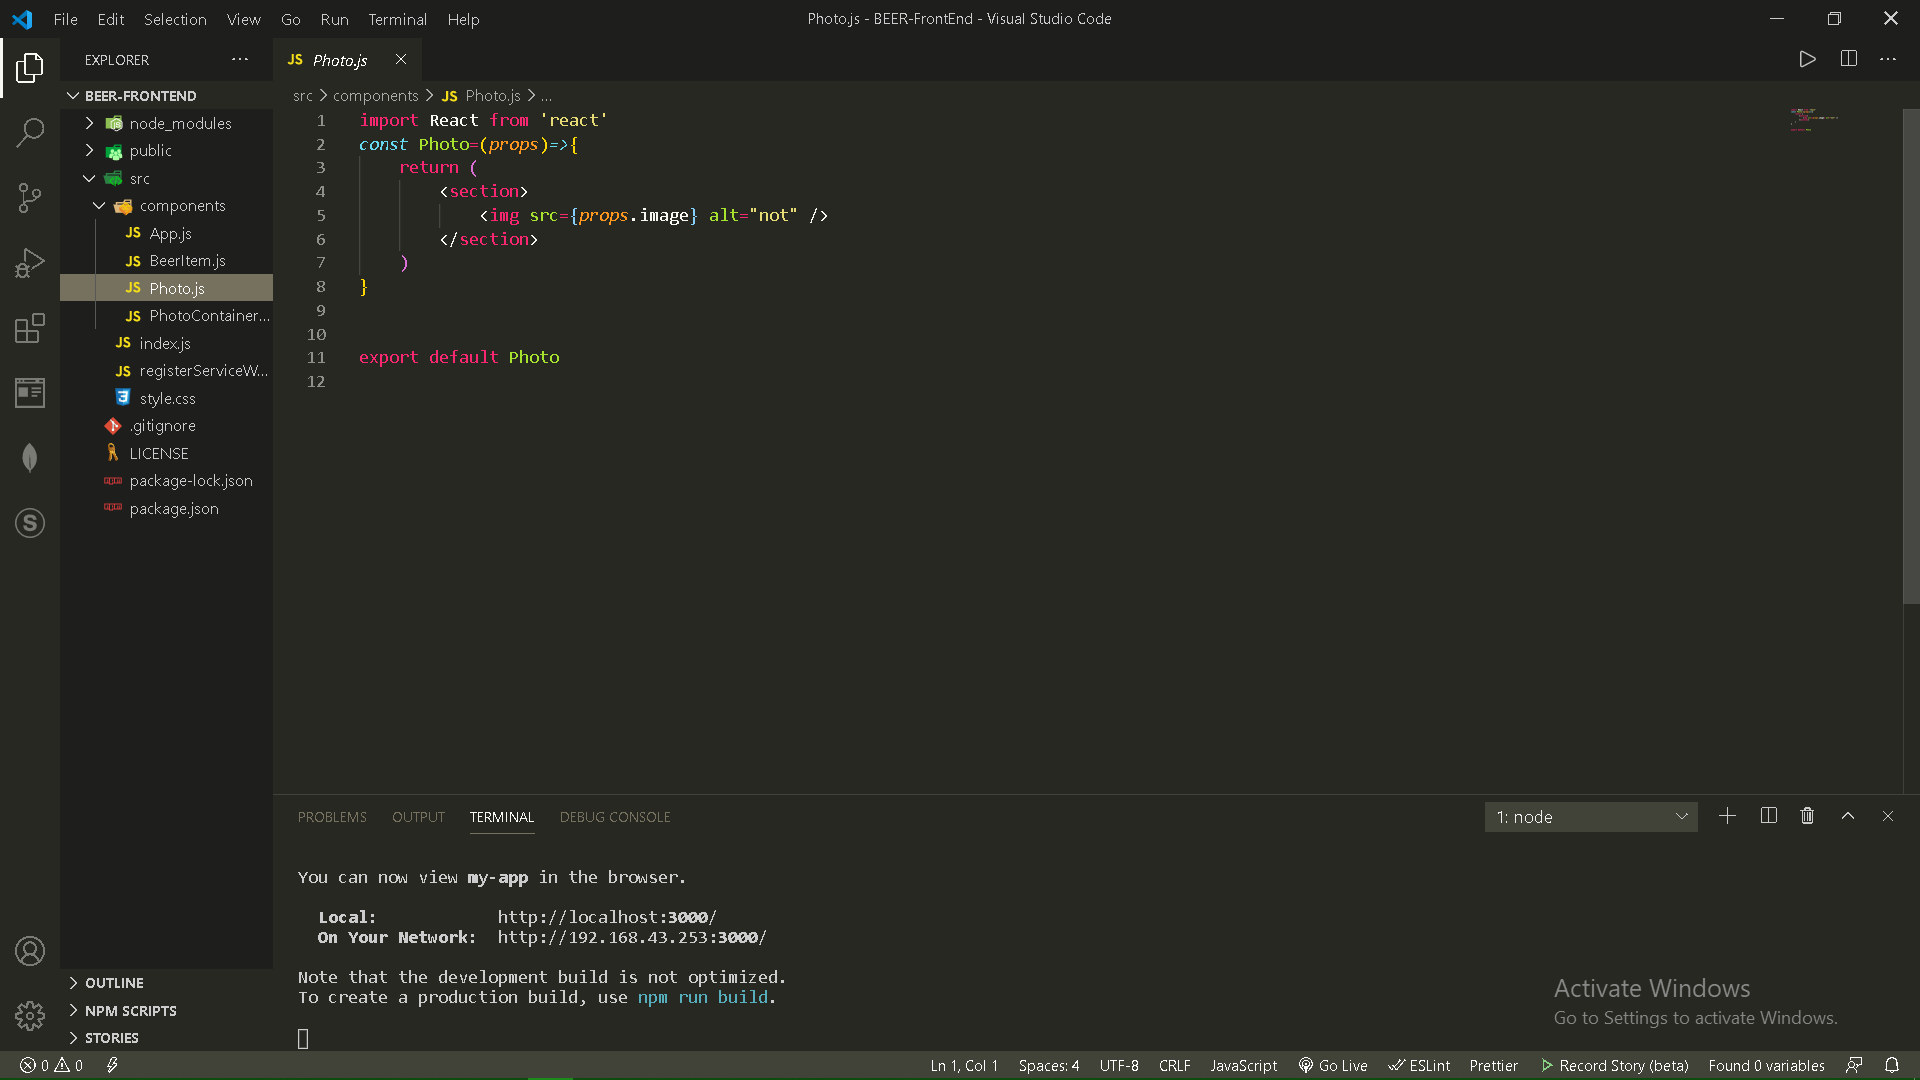 File Edit Selection View Go Run Terminal Help
Photo.js - BEER-FrontEnd - Visual Studio Code
EXPLORER ···
BEER-FRONTEND
node_modules
public
src
components
JS App.js
JS BeerItem.js
JS Photo.js
JS PhotoContainer...
JS index.js
JS registerServiceW...
style.css
.gitignore
LICENSE
package-lock.json
package.json
OUTLINE
NPM SCRIPTS
STORIES
JS Photo.js
src > components > JS Photo.js > ...
1 import React from 'react'
2 const Photo=(props)=>{
3 return (
4 <section>
5 <img src={props.image} alt="not" />
6 </section>
7 )
8 }
9
10
11 export default Photo
12
PROBLEMS OUTPUT TERMINAL DEBUG CONSOLE
1: node
You can now view my-app in the browser.
Local: http://localhost:3000/
On Your Network: http://192.168.43.253:3000/
Note that the development build is not optimized.
To create a production build, use npm run build.
Activate Windows
Go to Settings to activate Windows.
0 0
Ln 1, Col 1 Spaces: 4 UTF-8 CRLF JavaScript Go Live ESLint Prettier Record Story (beta) Found 0 variables